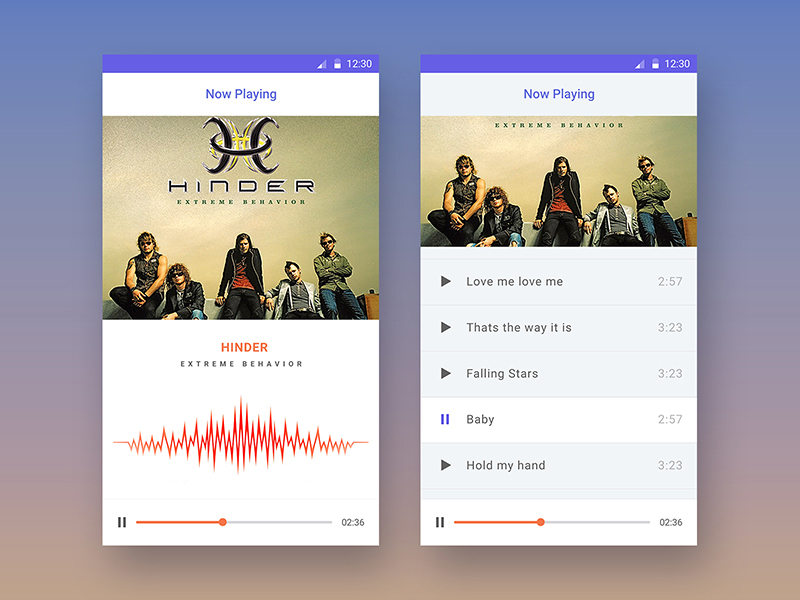 12:30
Now Playing
HINDER
EXTREME BEHAVIOR
HINDER
EXTREME BEHAVIOR
02:36
12:30
Now Playing
EXTREME BEHAVIOR
Love me love me 2:57
Thats the way it is 3:23
Falling Stars 3:23
Baby 2:57
Hold my hand 3:23
02:36